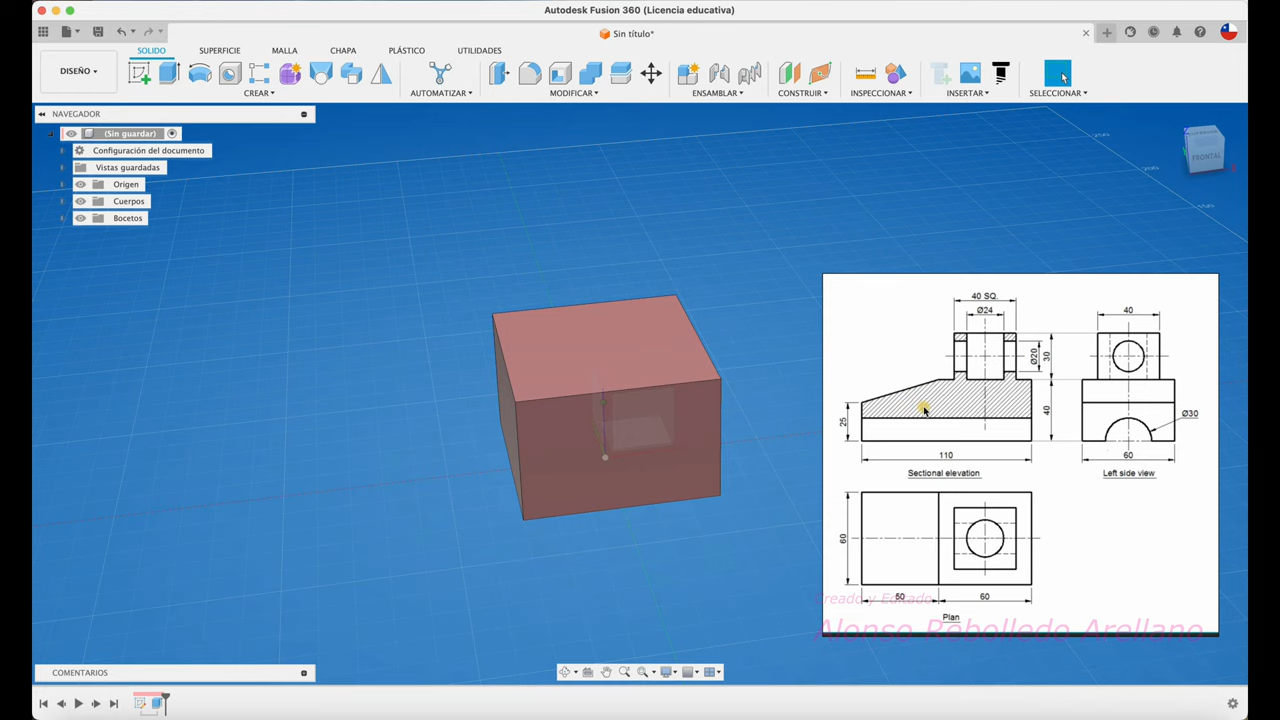 Autodesk Fusion 360 (Licencia educativa)
Sin título*
SOLIDO SUPERFICIE MALLA CHAPA PLÁSTICO UTILIDADES
DISEÑO
CREAR AUTOMATIZAR MODIFICAR ENSAMBLAR CONSTRUIR INSPECCIONAR INSERTAR SELECCIONAR
NAVEGADOR
(Sin guardar)
Configuración del documento
Vistas guardadas
Origen
Cuerpos
Bocetos
FRONTAL
40 SQ.
Ø24
40
Ø20
30
25
40
Ø30
110
60
Sectional elevation
Left side view
60
50
60
Plan
Creado y Editado
Alonso Rebolledo Arellano
COMENTARIOS